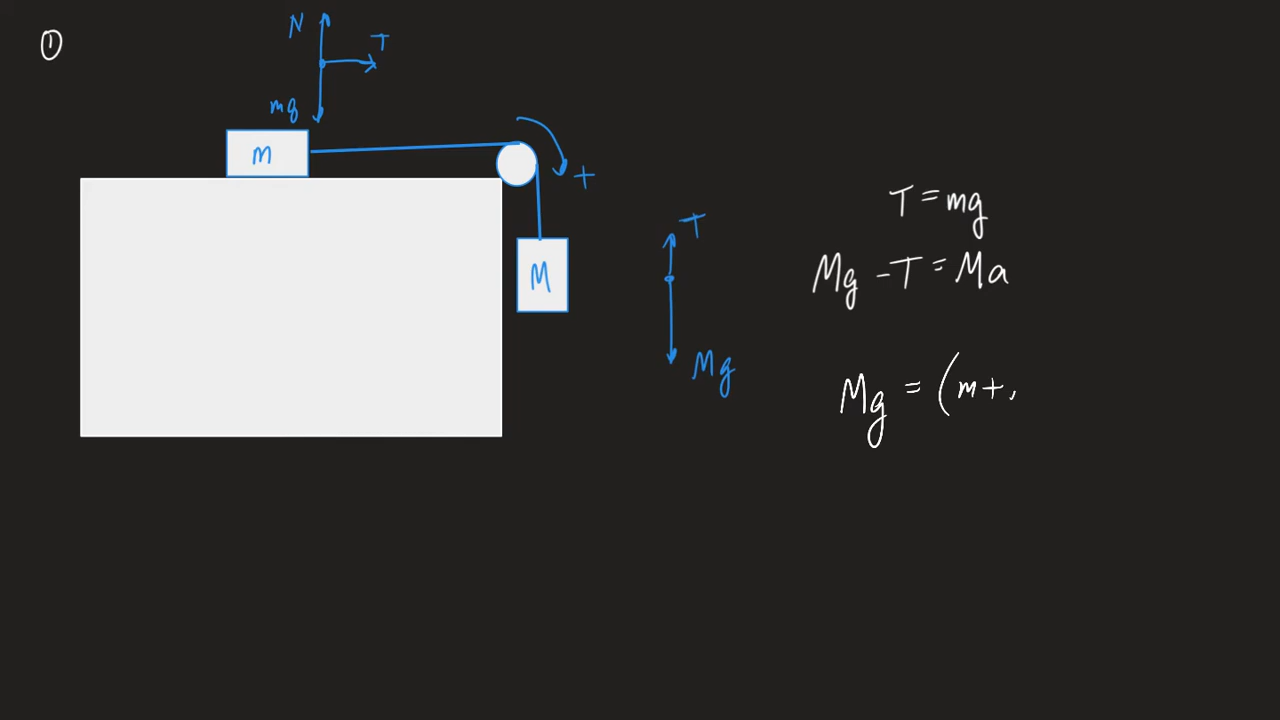 ①
N
T
mg
m
+
M
T
Mg
T = mg
Mg - T = Ma
Mg = (m+